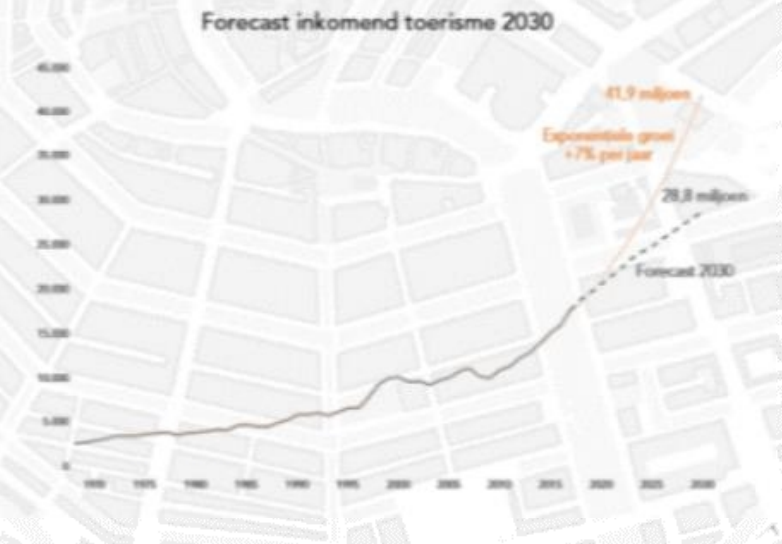 Forecast inkomend toerisme 2030
45.000
40.000
35.000
30.000
25.000
20.000
15.000
10.000
5.000
0
41,9 miljoen
Exponentiele groei
+7% per jaar
28,8 miljoen
Forecast 2030
1970 1975 1980 1985 1990 1995 2000 2005 2010 2015 2020 2025 2030